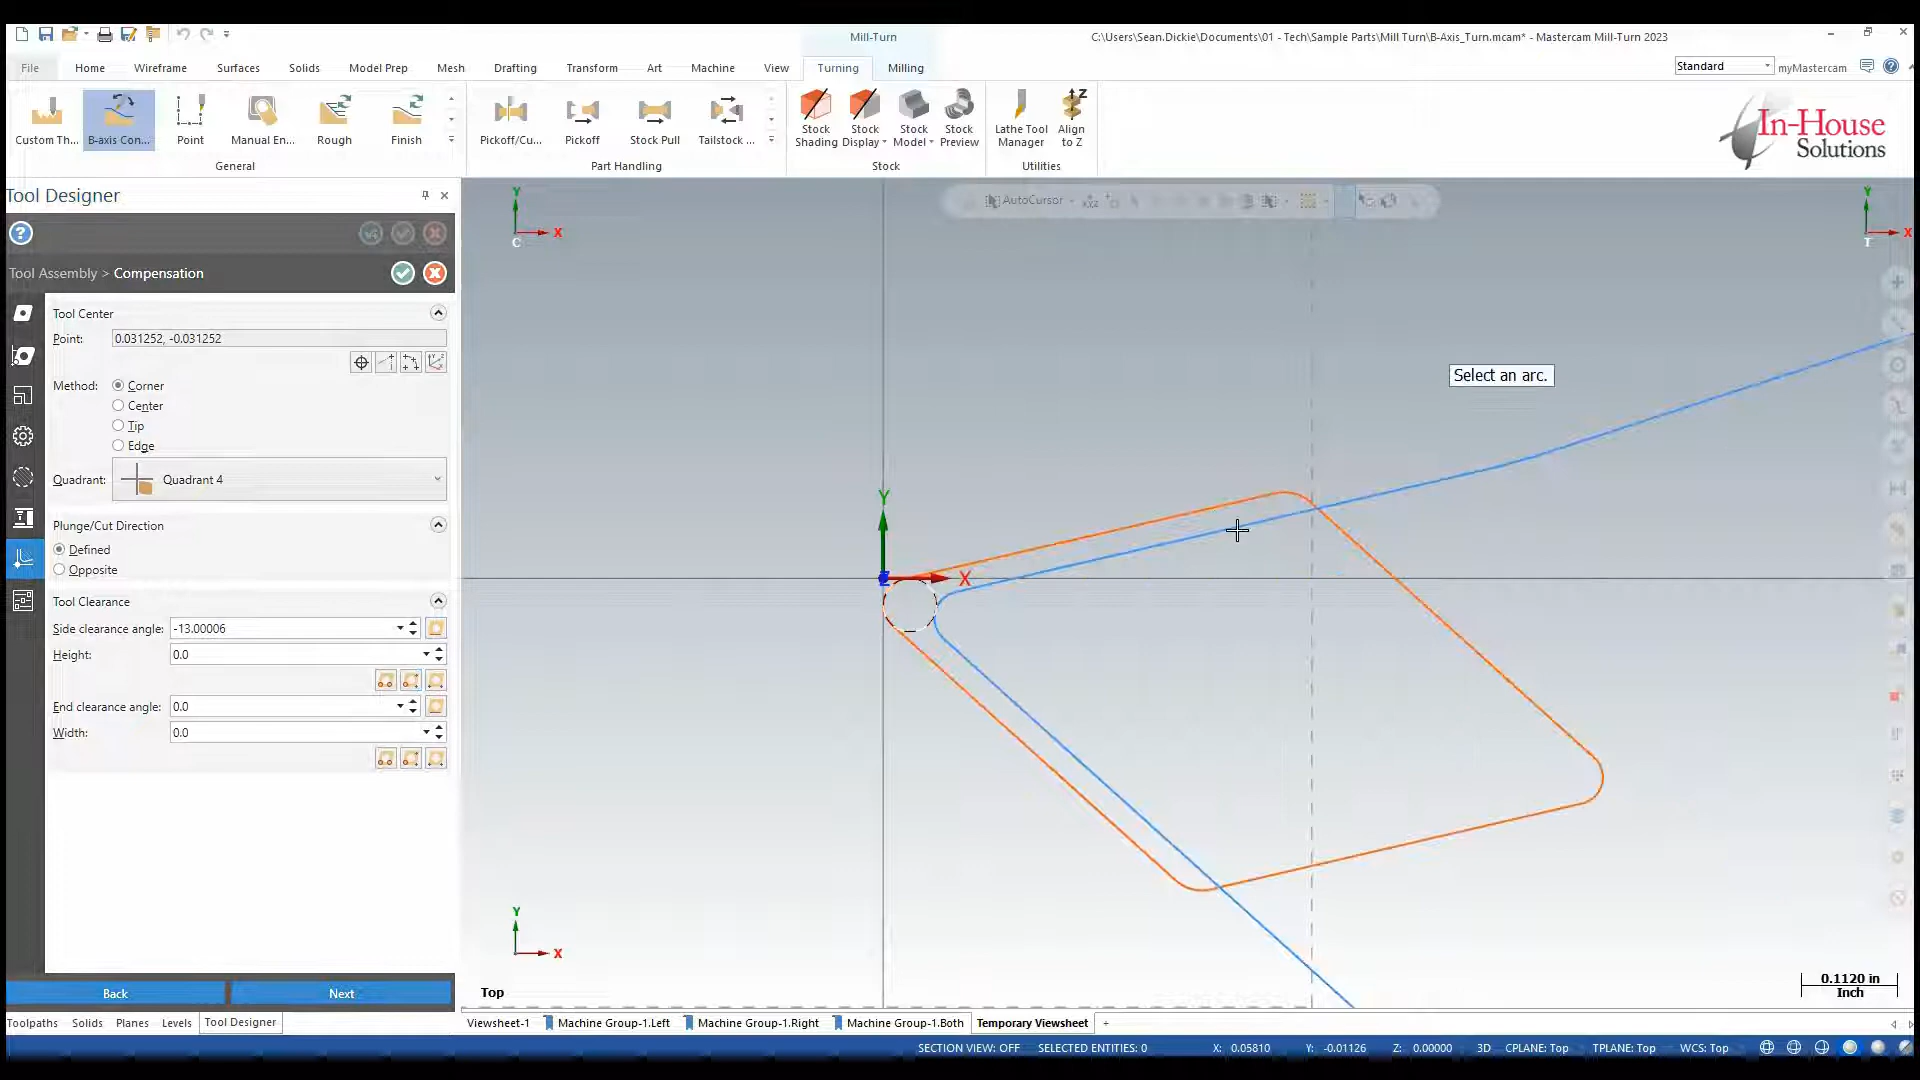 Mill-Turn
C:\Users\Sean.Dickie\Documents\01 - Tech\Sample Parts\Mill Turn\B-Axis_Turn.mcam* - Mastercam Mill-Turn 2023
File Home Wireframe Surfaces Solids Model Prep Mesh Drafting Transform Art Machine View Turning Milling
Standard myMastercam
Custom Th... B-axis Con... Point Manual En... Rough Finish
Pickoff/Cu... Pickoff Stock Pull Tailstock ...
Stock Shading Stock Display Stock Model Stock Preview
Lathe Tool Manager Align to Z
General Part Handling Stock Utilities
In-House
Solutions
Tool Designer
Tool Assembly > Compensation
Tool Center
Point: 0.031252, -0.031252
Method: Corner
Center
Tip
Edge
Quadrant: Quadrant 4
Plunge/Cut Direction
Defined
Opposite
Tool Clearance
Side clearance angle: -13.00006
Height: 0.0
End clearance angle: 0.0
Width: 0.0
Back Next
Toolpaths Solids Planes Levels Tool Designer
AutoCursor
Y
X
C
Y
X
T
Select an arc.
Y
X
Z
Y
X
Top
0.1120 in
Inch
Viewsheet-1 Machine Group-1.Left Machine Group-1.Right Machine Group-1.Both Temporary Viewsheet +
SECTION VIEW: OFF SELECTED ENTITIES: 0 X: 0.05810 Y: -0.01126 Z: 0.00000 3D CPLANE: Top TPLANE: Top WCS: Top